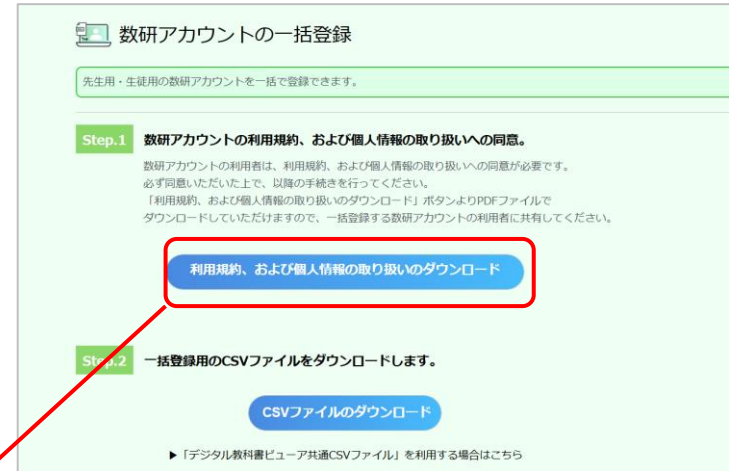 数研アカウントの一括登録
先生用・生徒用の数研アカウントを一括で登録できます。
Step.1 数研アカウントの利用規約、および個人情報の取り扱いへの同意。
数研アカウントの利用者は、利用規約、および個人情報の取り扱いへの同意が必要です。
必ず同意いただいた上で、以降の手続きを行ってください。
「利用規約、および個人情報の取り扱いのダウンロード」ボタンよりPDFファイルで
ダウンロードしていただけますので、一括登録する数研アカウントの利用者に共有してください。
利用規約、および個人情報の取り扱いのダウンロード
Step.2 一括登録用のCSVファイルをダウンロードします。
CSVファイルのダウンロード
▶「デジタル教科書ビューア共通CSVファイル」を利用する場合はこちら